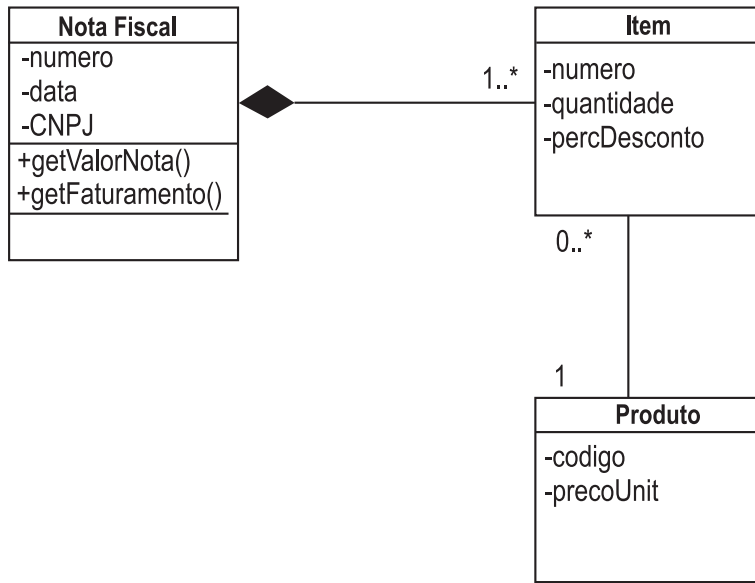 Nota Fiscal
-numero
-data
-CNPJ
+getValorNota()
+getFaturamento()
1..*
Item
-numero
-quantidade
-percDesconto
0..*
1
Produto
-codigo
-precoUnit